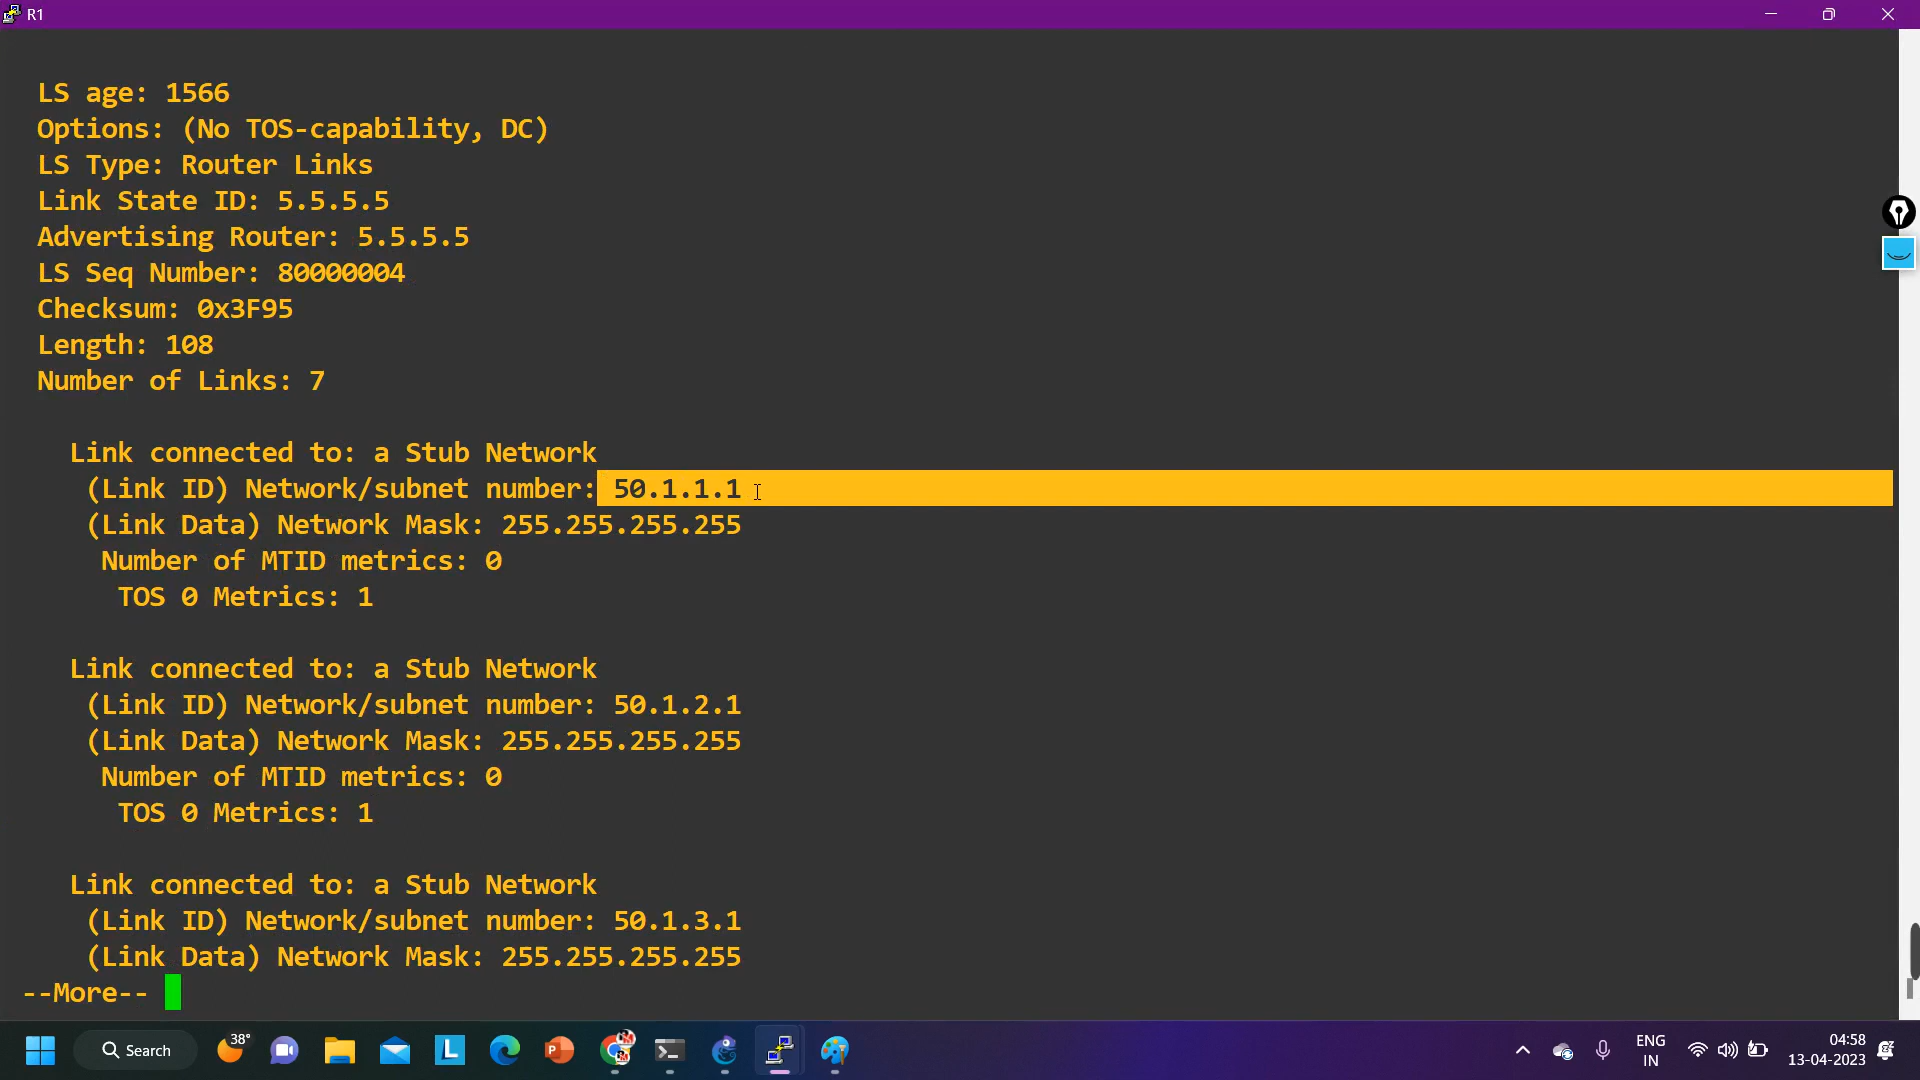 R1
LS age: 1566
Options: (No TOS-capability, DC)
LS Type: Router Links
Link State ID: 5.5.5.5
Advertising Router: 5.5.5.5
LS Seq Number: 80000004
Checksum: 0x3F95
Length: 108
Number of Links: 7
Link connected to: a Stub Network
(Link ID) Network/subnet number: 50.1.1.1
(Link Data) Network Mask: 255.255.255.255
Number of MTID metrics: 0
TOS 0 Metrics: 1
Link connected to: a Stub Network
(Link ID) Network/subnet number: 50.1.2.1
(Link Data) Network Mask: 255.255.255.255
Number of MTID metrics: 0
TOS 0 Metrics: 1
Link connected to: a Stub Network
(Link ID) Network/subnet number: 50.1.3.1
(Link Data) Network Mask: 255.255.255.255
--More--
Search
38°
L
P
ENG
IN
04:58
13-04-2023